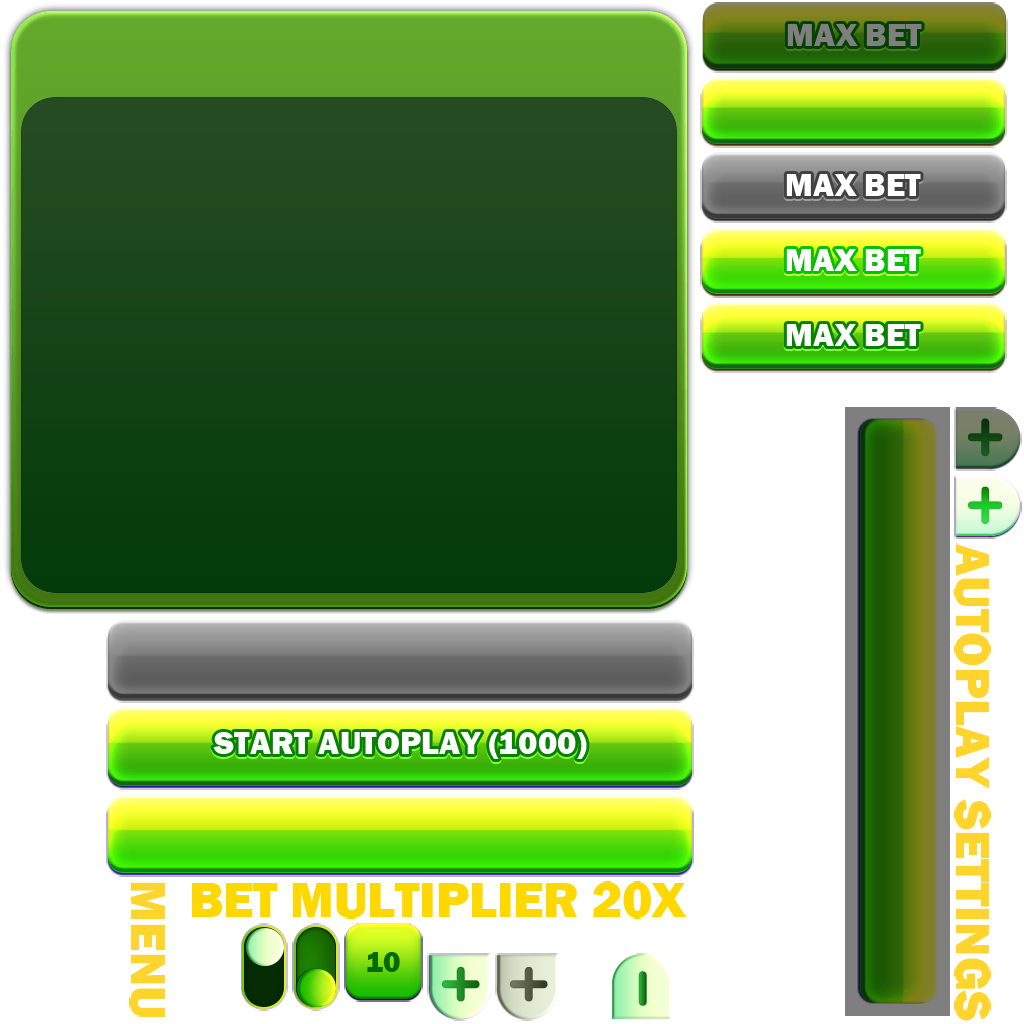 MAX BET
MAX BET
MAX BET
MAX BET
AUTOPLAY SETTINGS
START AUTOPLAY (1000)
BET MULTIPLIER 20X
MENU
10